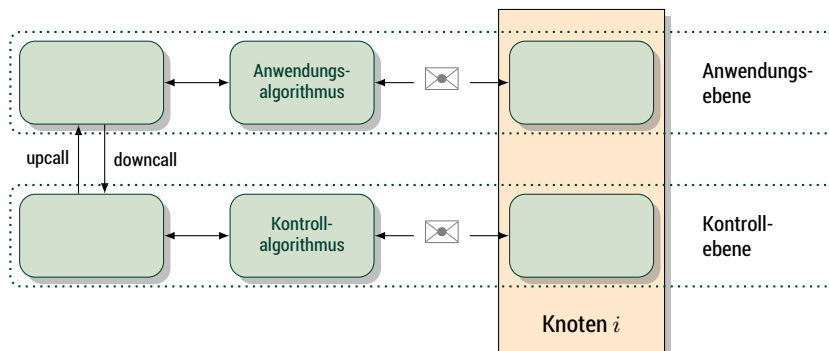 Anwendungs-
algorithmus
Anwendungs-
ebene
upcall
downcall
Kontroll-
algorithmus
Kontroll-
ebene
Knoten i